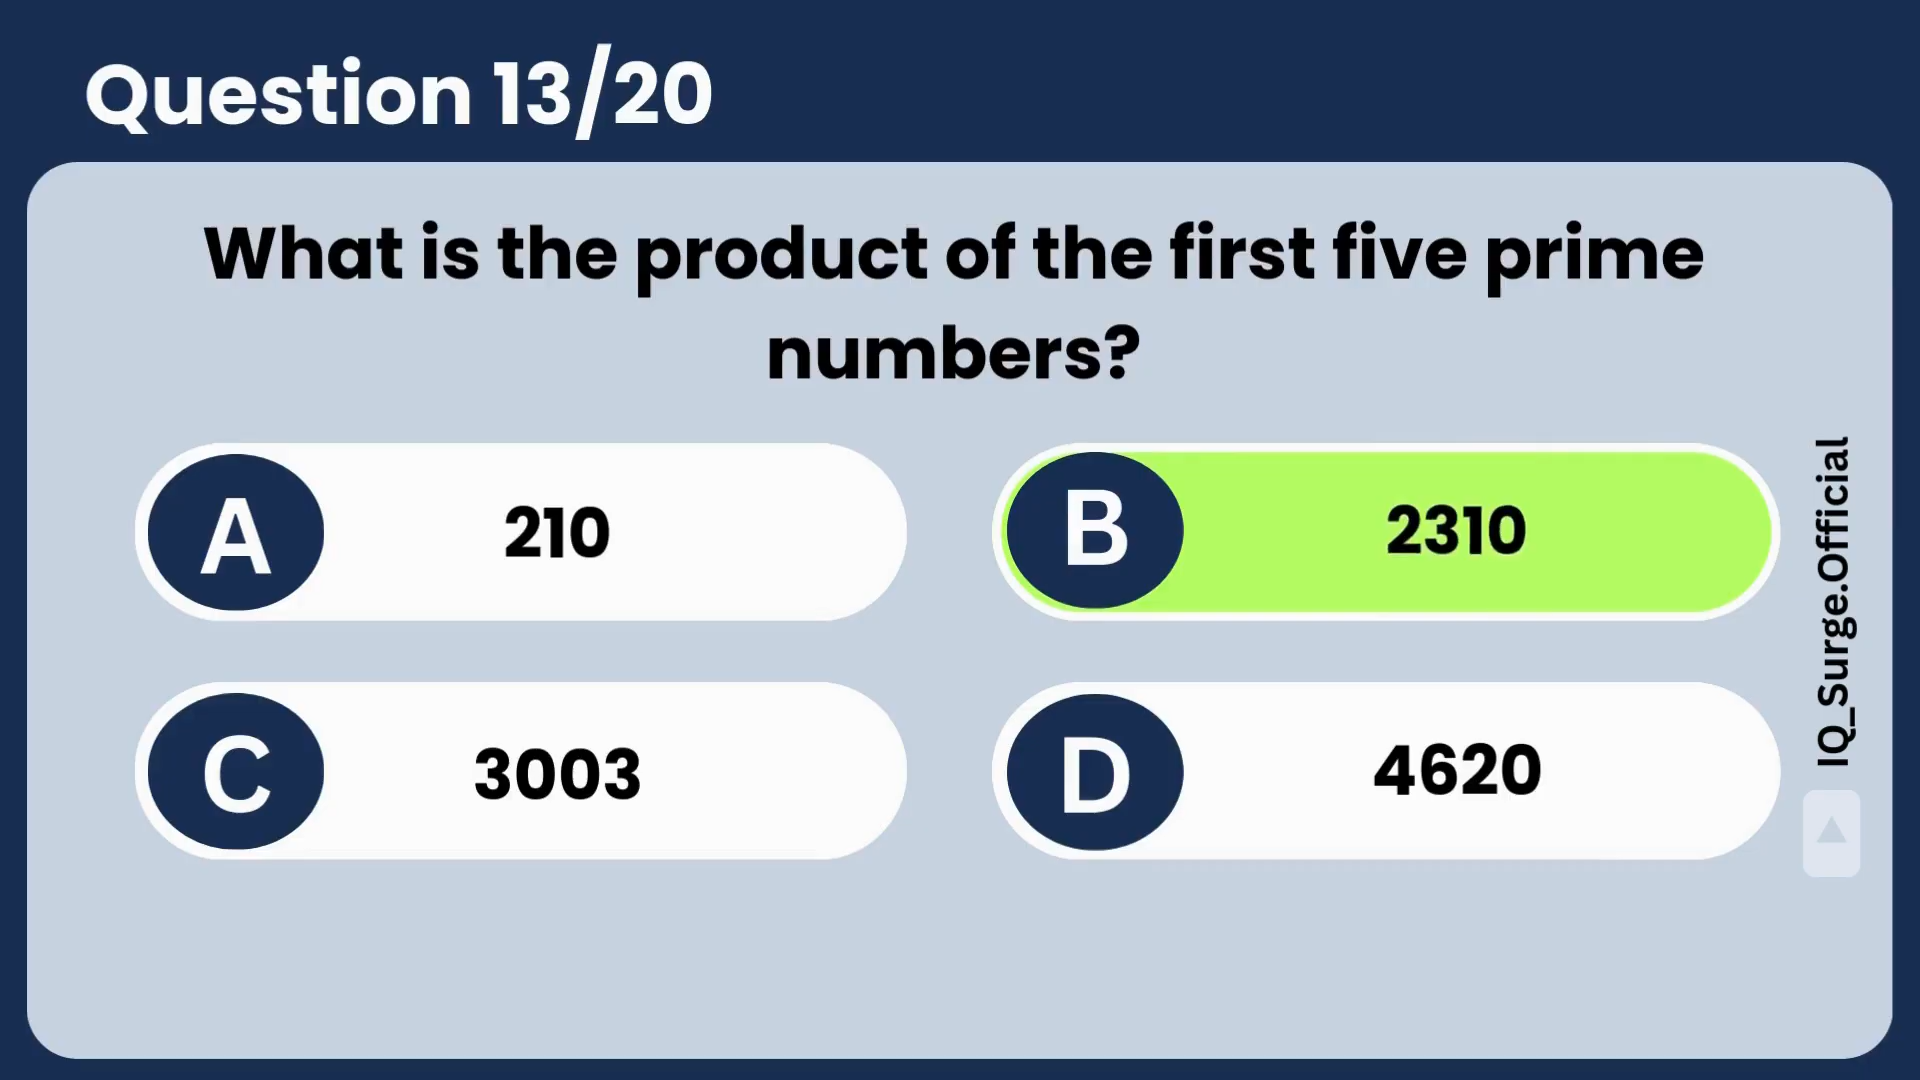 Question 13/20
What is the product of the first five prime
numbers?
A 210
B 2310
C 3003
D 4620
IQ_Surge.Official